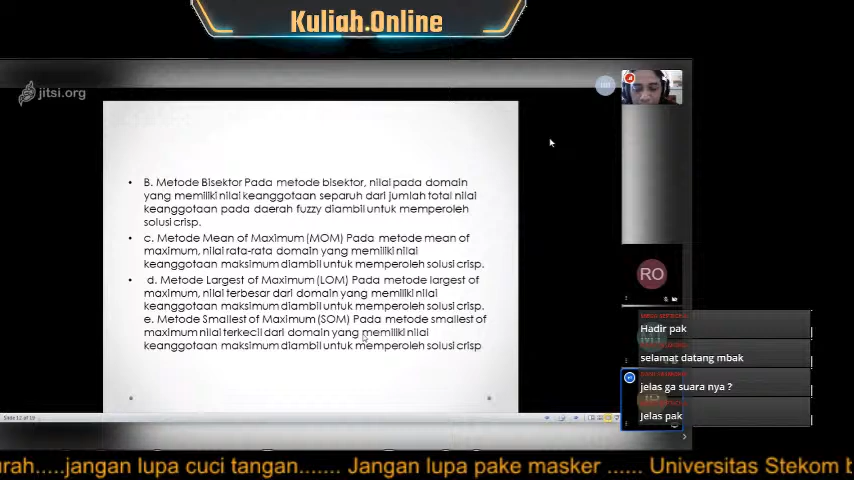 Kuliah.Online
jitsi.org
B. Metode Bisektor Pada metode bisektor, nilai pada domain
yang memiliki nilai keanggotaan separuh dari jumlah total nilai
keanggotaan pada daerah fuzzy diambil untuk memperoleh
solusi crisp.
c. Metode Mean of Maximum (MOM) Pada metode mean of
maximum, nilai rata-rata domain yang memiliki nilai
keanggotaan maksimum diambil untuk memperoleh solusi crisp.
d. Metode Largest of Maximum (LOM) Pada metode largest of
maximum, nilai terbesar dari domain yang memiliki nilai
keanggotaan maksimum diambil untuk memperoleh solusi crisp.
e. Metode Smallest of Maximum (SOM) Pada metode smallest of
maximum nilai terkecil dari domain yang memiliki nilai
keanggotaan maksimum diambil untuk memperoleh solusi crisp
RO
Hadir pak
selamat datang mbak
jelas ga suara nya ?
Jelas pak
urah.....jangan lupa cuci tangan....... Jangan lupa pake masker ...... Universitas Stekom b